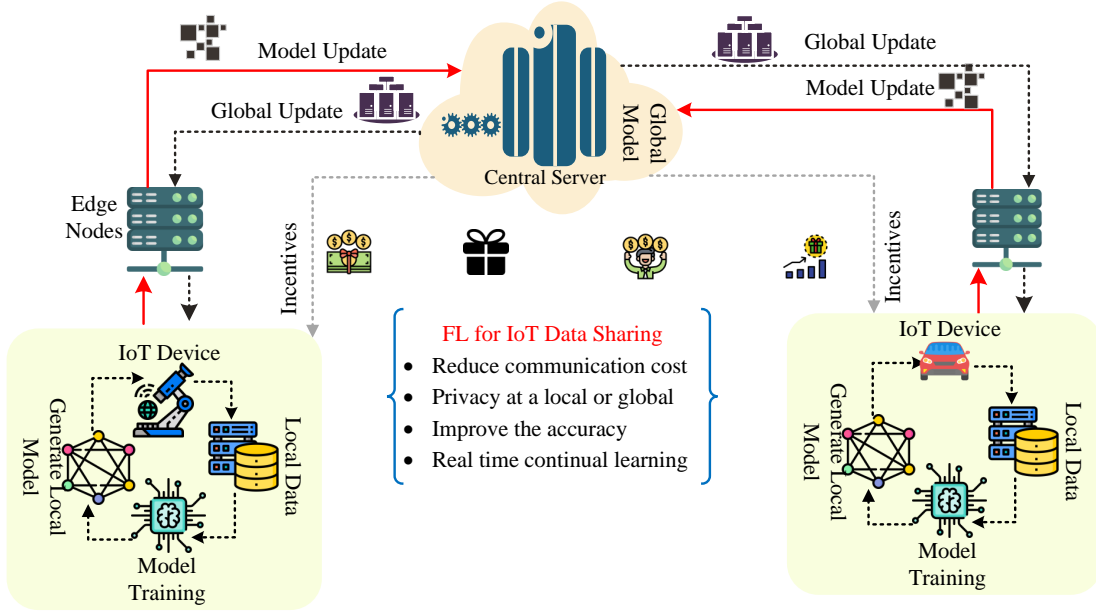 Model Update
Global Update
Global Update
Model Update
Global
Model
Central Server
Edge
Nodes
Incentives
Incentives
FL for IoT Data Sharing
• Reduce communication cost
• Privacy at a local or global
• Improve the accuracy
• Real time continual learning
IoT Device
Local Data
Generate Local
Model
Model
Training
IoT Device
Local Data
Generate Local
Model
Model
Training